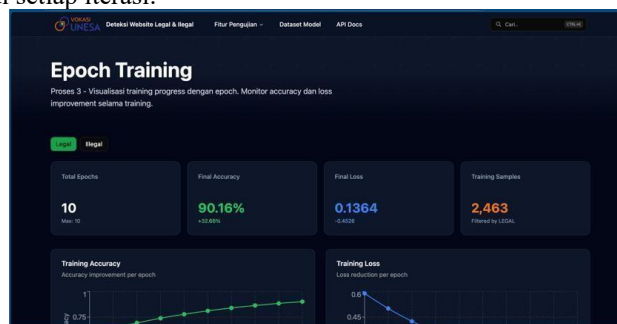 setiap iterasi.
VOKASI
UNESA
Deteksi Website Legal & Ilegal
Fitur Pengujian
Dataset Model
API Docs
Cari..
CTRL+K
Epoch Training
Proses 3 - Visualisasi training progress dengan epoch. Monitor accuracy dan loss
improvement selama training.
Legal
Illegal
Total Epochs
Final Accuracy
Final Loss
Training Samples
10
90.16%
0.1364
2,463
Max: 10
+32.66%
-0.4526
Filtered by LEGAL
Training Accuracy
Accuracy improvement per epoch
Training Loss
Loss reduction per epoch
1
0.75
0.6
0.45